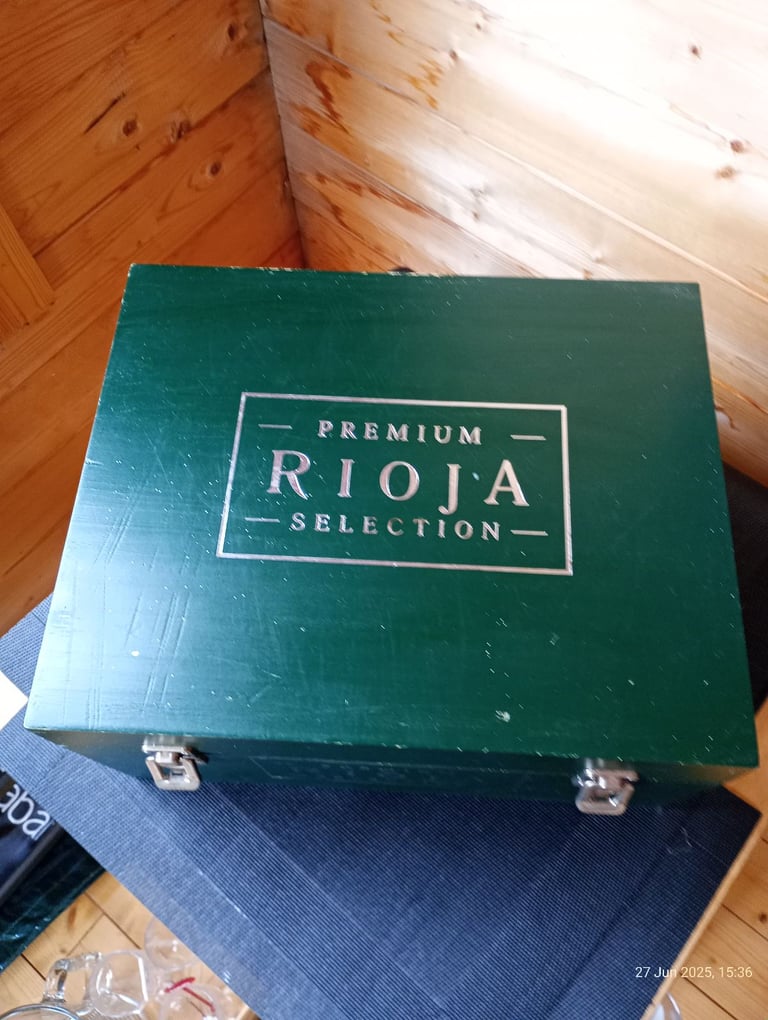 PREMIUM
RIOJA
SELECTION
27 Jun 2025, 15:36